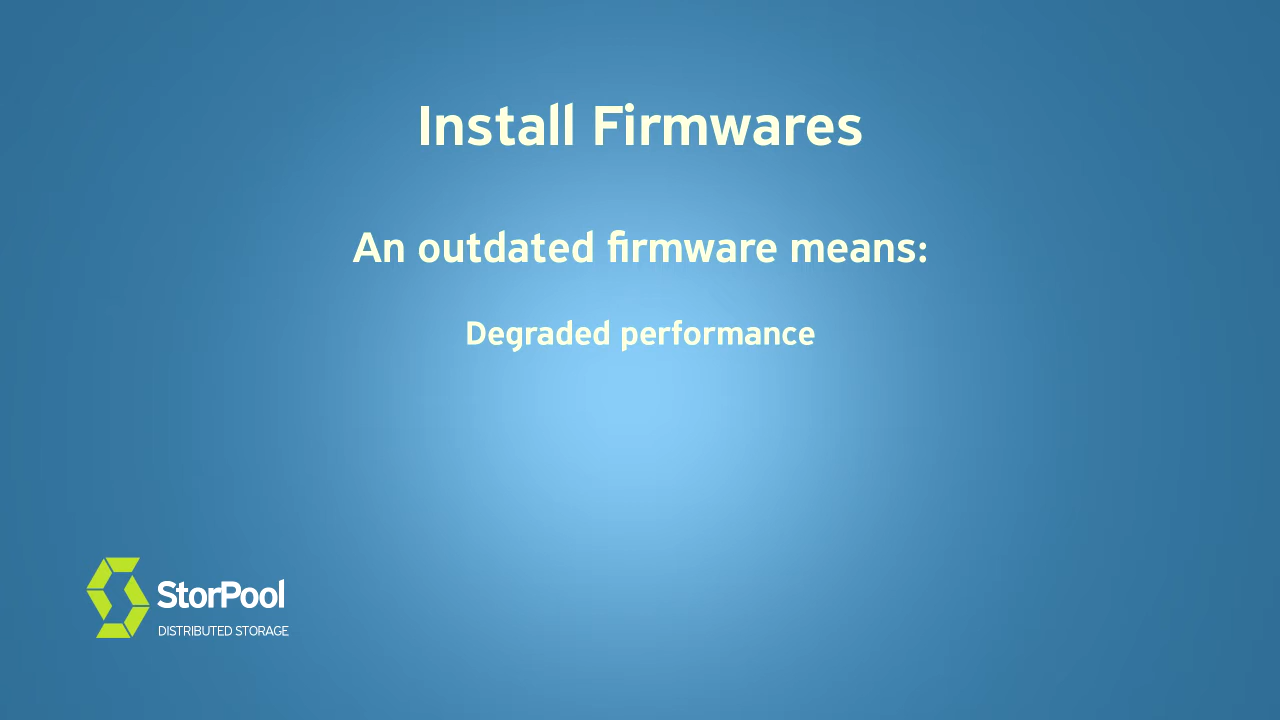 Install Firmwares
An outdated firmware means:
Degraded performance
StorPool
DISTRIBUTED STORAGE